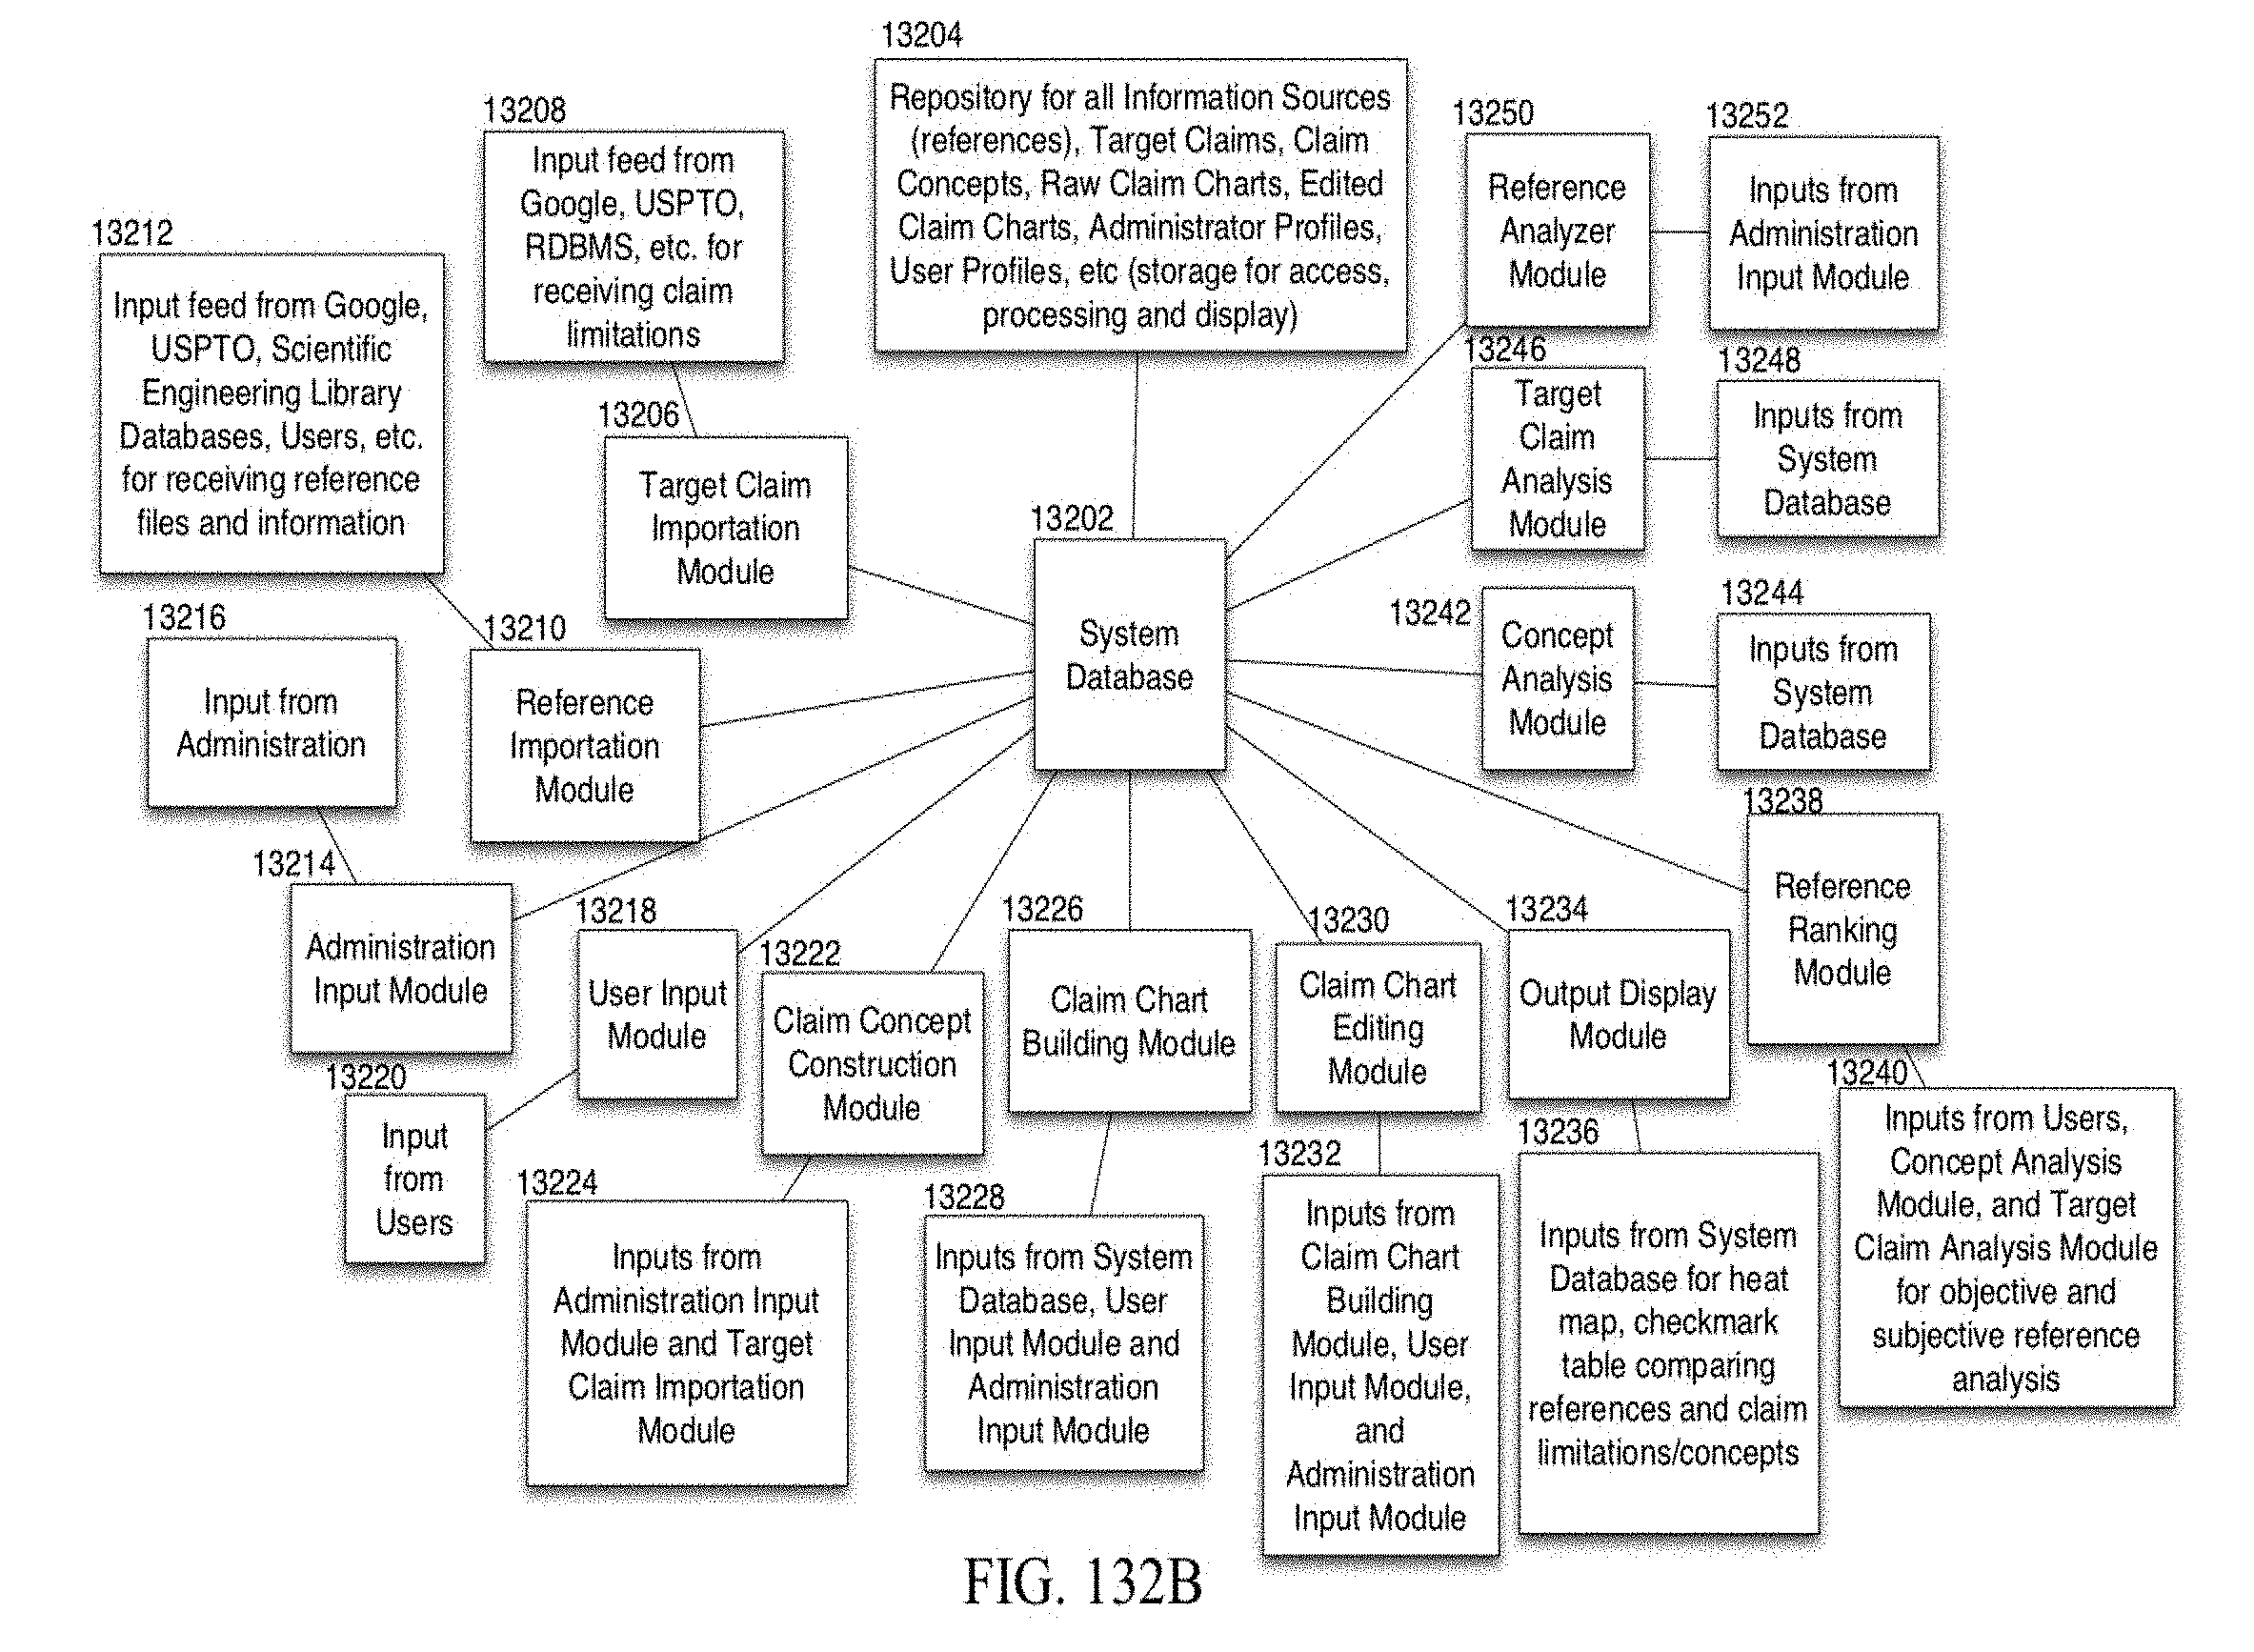 13204
Repository for all Information Sources
(references), Target Claims, Claim
Concepts, Raw Claim Charts, Edited
Claim Charts, Administrator Profiles,
User Profiles, etc (storage for access,
processing and display)
13208
Input feed from
Google, USPTO,
RDBMS, etc. for
receiving claim
limitations
13250
Reference
Analyzer
Module
13252
Inputs from
Administration
Input Module
13212
Input feed from Google,
USPTO, Scientific
Engineering Library
Databases, Users, etc.
for receiving reference
files and information
13206
Target Claim
Importation
Module
13246
Target
Claim
Analysis
Module
13248
Inputs from
System
Database
13202
System
Database
13216
Input from
Administration
13210
Reference
Importation
Module
13242
Concept
Analysis
Module
13244
Inputs from
System
Database
13238
Reference
Ranking
Module
13214
Administration
Input Module
13218
User Input
Module
13222
Claim Concept
Construction
Module
13226
Claim Chart
Building Module
13230
Claim Chart
Editing
Module
13234
Output Display
Module
13220
Input
from
Users
13224
Inputs from
Administration Input
Module and Target
Claim Importation
Module
13228
Inputs from System
Database, User
Input Module and
Administration
Input Module
13232
Inputs from
Claim Chart
Building
Module, User
Input Module,
and
Administration
Input Module
13236
Inputs from System
Database for heat
map, checkmark
table comparing
references and claim
limitations/concepts
13240
Inputs from Users,
Concept Analysis
Module, and Target
Claim Analysis Module
for objective and
subjective reference
analysis
FIG. 132B